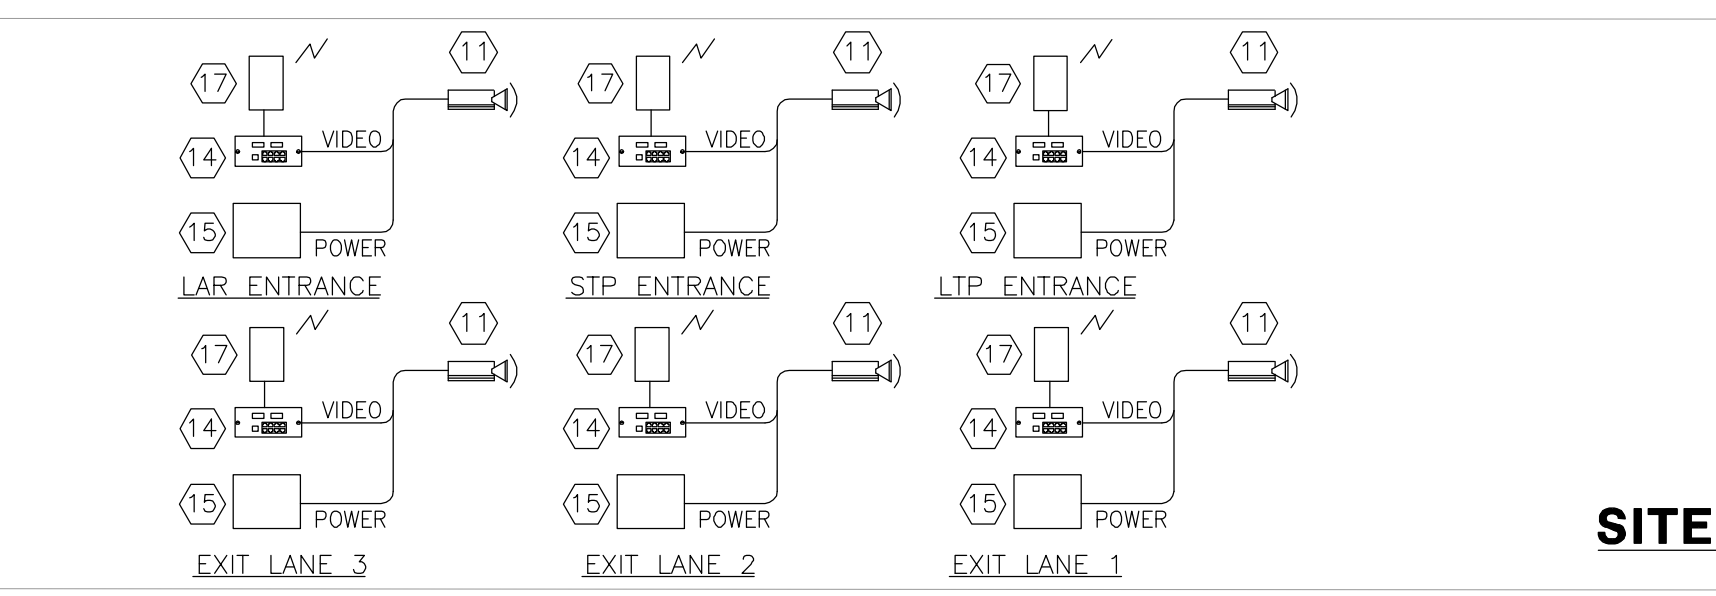 11 11 11
17 17 17
VIDEO VIDEO VIDEO
14 14 14
15 15 15
POWER POWER POWER
LAR ENTRANCE STP ENTRANCE LTP ENTRANCE
11 11 11
17 17 17
VIDEO VIDEO VIDEO
14 14 14
15 15 15
POWER POWER POWER
SITE
EXIT LANE 3 EXIT LANE 2 EXIT LANE 1